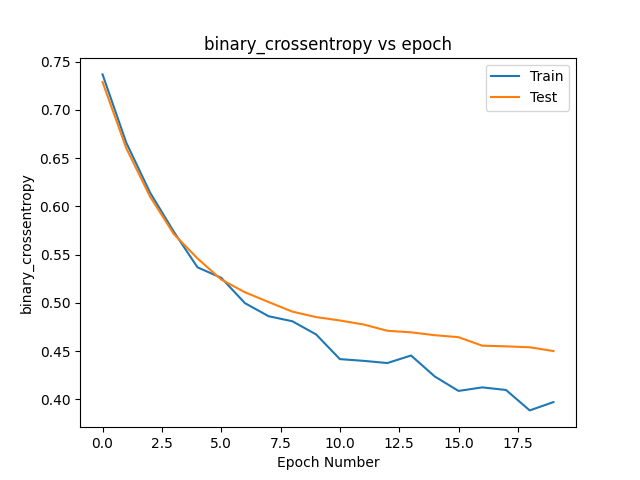 binary_crossentropy vs epoch
0.75
0.70
0.65
0.60
0.55
0.50
0.45
0.40
binary_crossentropy
Train
Test
0.0 2.5 5.0 7.5 10.0 12.5 15.0 17.5
Epoch Number